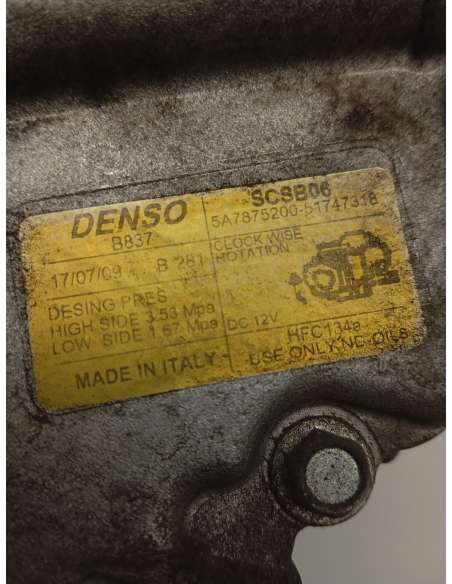 DENSO
B837
SCSB06
5A7875200-51747318
17/07/09 B 281
CLOCK WISE
ROTATION
DESING PRES
HIGH SIDE 3.53 Mpa
LOW SIDE 1.67 Mpa
DC 12V
HFC134a
MADE IN ITALY
USE ONLY ND-OIL8